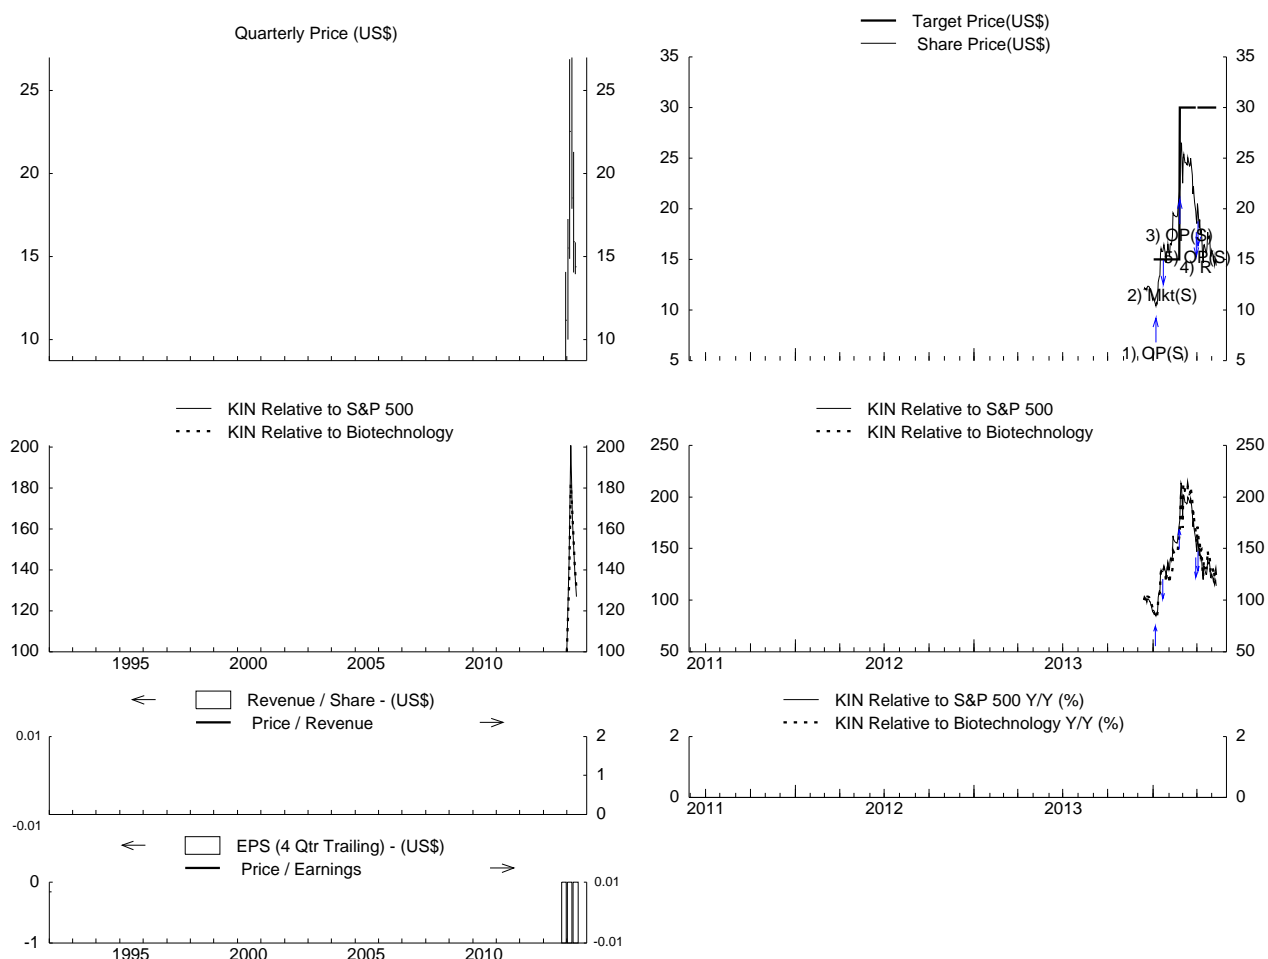 Quarterly Price (US$)
25 25
20 20
15 15
10 10
Target Price(US$)
Share Price(US$)
35 35
30 30
25 25
20 20
3) OP(S)
15 5) OP(S) 15
4) R
2) Mkt(S)
10 10
1) OP(S)
5 5
KIN Relative to S&P 500
KIN Relative to Biotechnology
200 200
180 180
160 160
140 140
120 120
100 100
1995 2000 2005 2010
KIN Relative to S&P 500
KIN Relative to Biotechnology
250 250
200 200
150 150
100 100
50 50
2011 2012 2013
Revenue / Share - (US$)
Price / Revenue
0.01 2
1
0
-0.01
KIN Relative to S&P 500 Y/Y (%)
KIN Relative to Biotechnology Y/Y (%)
2 2
0 0
2011 2012 2013
EPS (4 Qtr Trailing) - (US$)
Price / Earnings
0 0.01
-1 -0.01
1995 2000 2005 2010